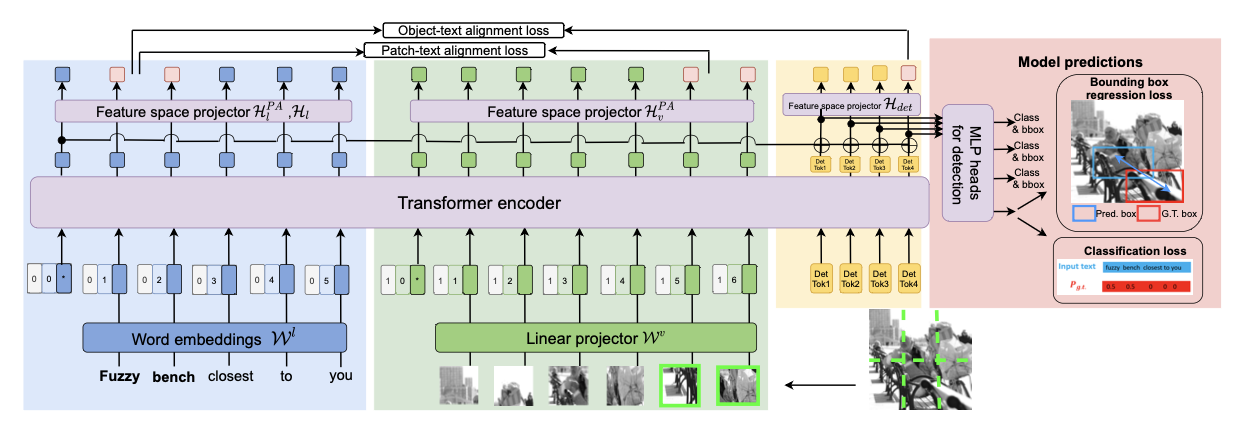 Object-text alignment loss
Patch-text alignment loss
Feature space projector $\mathcal{H}_l^{PA}$ , $\mathcal{H}_l$
Feature space projector $\mathcal{H}_v^{PA}$
Feature space projector $\mathcal{H}_{det}$
Det Tok1
Det Tok2
Det Tok3
Det Tok4
Transformer encoder
0 0 *
0 1
0 2
0 3
0 4
0 5
1 0 *
1 1
1 2
1 3
1 4
1 5
1 6
Det Tok1
Det Tok2
Det Tok3
Det Tok4
Word embeddings $\mathcal{W}^l$
Linear projector $\mathcal{W}^v$
Fuzzy bench closest to you
MLP heads for detection
Class & bbox
Class & bbox
Class & bbox
Model predictions
Bounding box
regression loss
Pred. box
G.T. box
Classification loss
Input text
fuzzy bench closest to you
$P_{g.t.}$
0.5 0.5 0 0 0